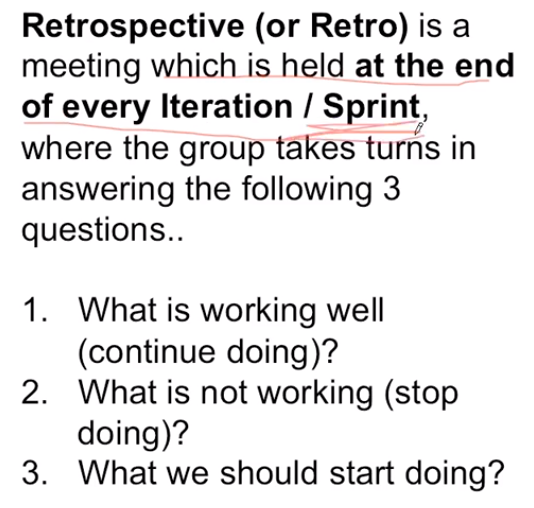 Retrospective (or Retro) is a
meeting which is held at the end
of every Iteration / Sprint,
where the group takes turns in
answering the following 3
questions..
1. What is working well
(continue doing)?
2. What is not working (stop
doing)?
3. What we should start doing?